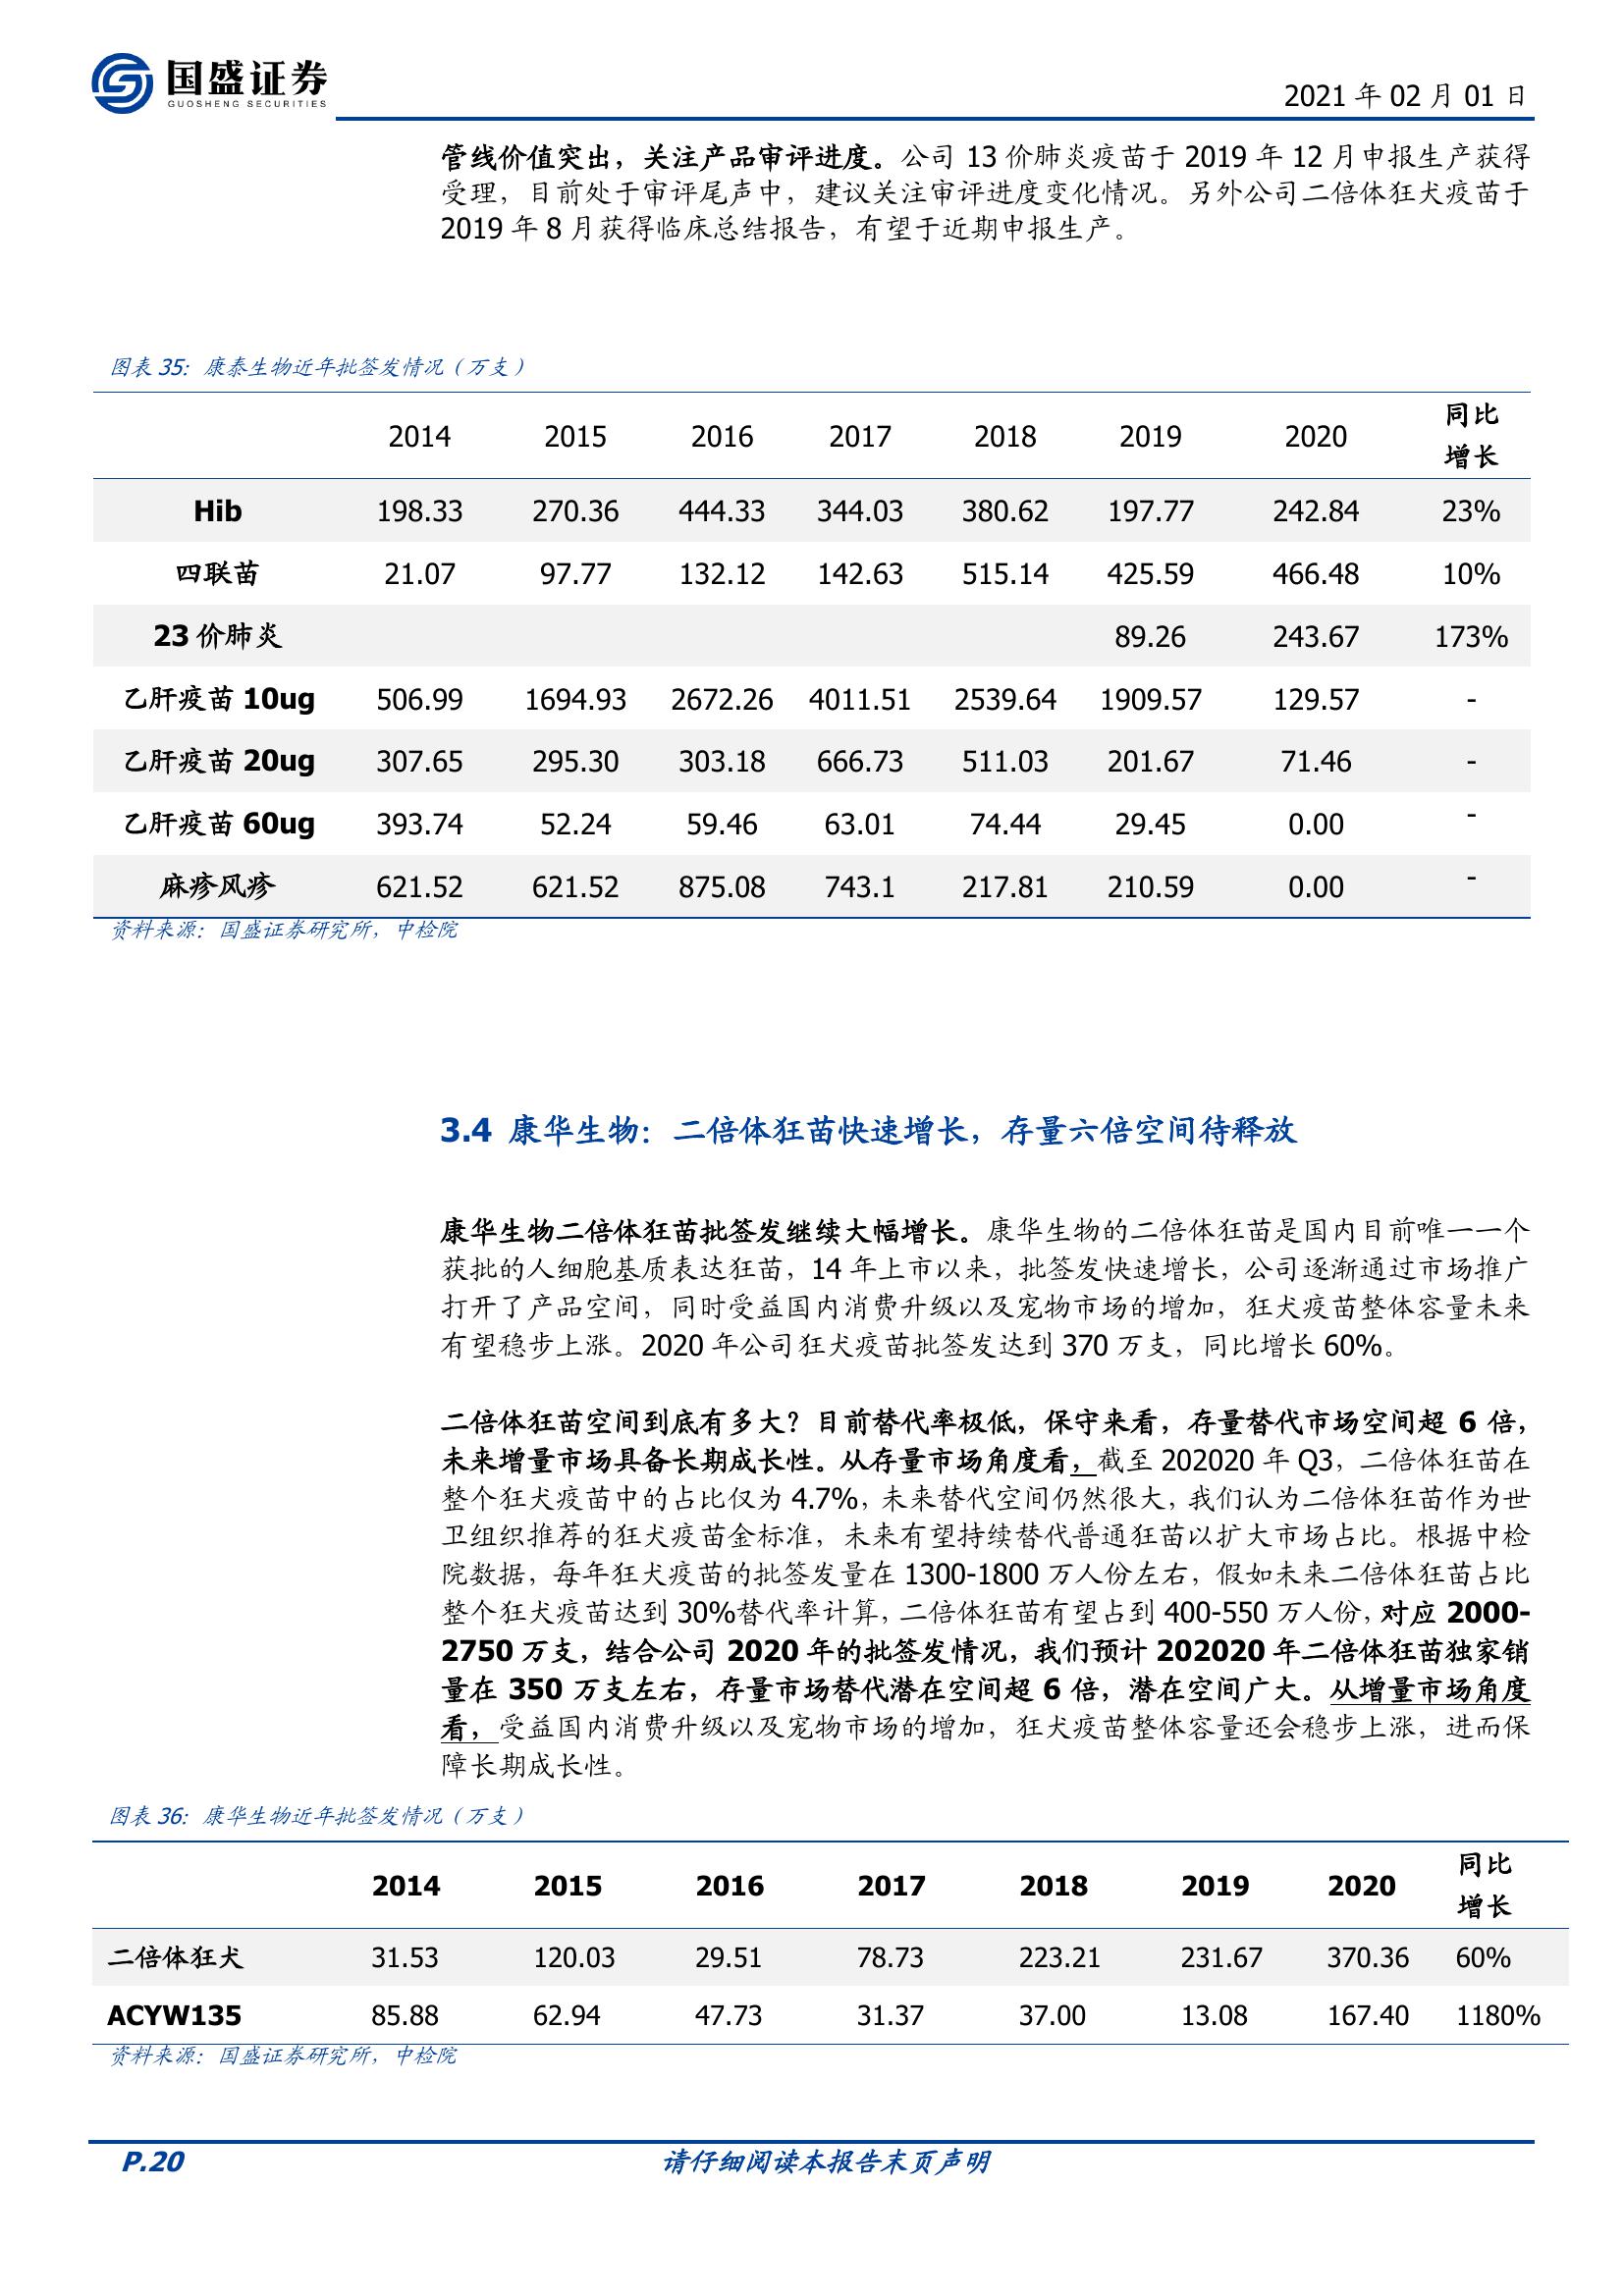 国盛证券
GUOSHENG SECURITIES
2021 年 02 月 01 日
管线价值突出，关注产品审评进度。公司 13 价肺炎疫苗于 2019 年 12 月申报生产获得
受理，目前处于审评尾声中，建议关注审评进度变化情况。另外公司二倍体狂犬疫苗于
2019 年 8 月获得临床总结报告，有望于近期申报生产。
图表 35：康泰生物近年批签发情况（万支）
2014 2015 2016 2017 2018 2019 2020 同比
增长
Hib 198.33 270.36 444.33 344.03 380.62 197.77 242.84 23%
四联苗 21.07 97.77 132.12 142.63 515.14 425.59 466.48 10%
23 价肺炎 89.26 243.67 173%
乙肝疫苗 10ug 506.99 1694.93 2672.26 4011.51 2539.64 1909.57 129.57 -
乙肝疫苗 20ug 307.65 295.30 303.18 666.73 511.03 201.67 71.46 -
乙肝疫苗 60ug 393.74 52.24 59.46 63.01 74.44 29.45 0.00 -
麻疹风疹 621.52 621.52 875.08 743.1 217.81 210.59 0.00 -
资料来源：国盛证券研究所，中检院
3.4 康华生物：二倍体狂苗快速增长，存量六倍空间待释放
康华生物二倍体狂苗批签发继续大幅增长。康华生物的二倍体狂苗是国内目前唯一一个
获批的人细胞基质表达狂苗，14 年上市以来，批签发快速增长，公司逐渐通过市场推广
打开了产品空间，同时受益国内消费升级以及宠物市场的增加，狂犬疫苗整体容量未来
有望稳步上涨。2020 年公司狂犬疫苗批签发达到 370 万支，同比增长 60%。
二倍体狂苗空间到底有多大？目前替代率极低，保守来看，存量替代市场空间超 6 倍，
未来增量市场具备长期成长性。从存量市场角度看，截至 202020 年 Q3，二倍体狂苗在
整个狂犬疫苗中的占比仅为 4.7%，未来替代空间仍然很大，我们认为二倍体狂苗作为世
卫组织推荐的狂犬疫苗金标准，未来有望持续替代普通狂苗以扩大市场占比。根据中检
院数据，每年狂犬疫苗的批签发量在 1300-1800 万人份左右，假如未来二倍体狂苗占比
整个狂犬疫苗达到 30%替代率计算，二倍体狂苗有望占到 400-550 万人份，对应 2000-
2750 万支，结合公司 2020 年的批签发情况，我们预计 202020 年二倍体狂苗独家销
量在 350 万支左右，存量市场替代潜在空间超 6 倍，潜在空间广大。从增量市场角度
看，受益国内消费升级以及宠物市场的增加，狂犬疫苗整体容量还会稳步上涨，进而保
障长期成长性。
图表 36：康华生物近年批签发情况（万支）
2014 2015 2016 2017 2018 2019 2020 同比
增长
二倍体狂犬 31.53 120.03 29.51 78.73 223.21 231.67 370.36 60%
ACYW135 85.88 62.94 47.73 31.37 37.00 13.08 167.40 1180%
资料来源：国盛证券研究所，中检院
P.20 请仔细阅读本报告末页声明